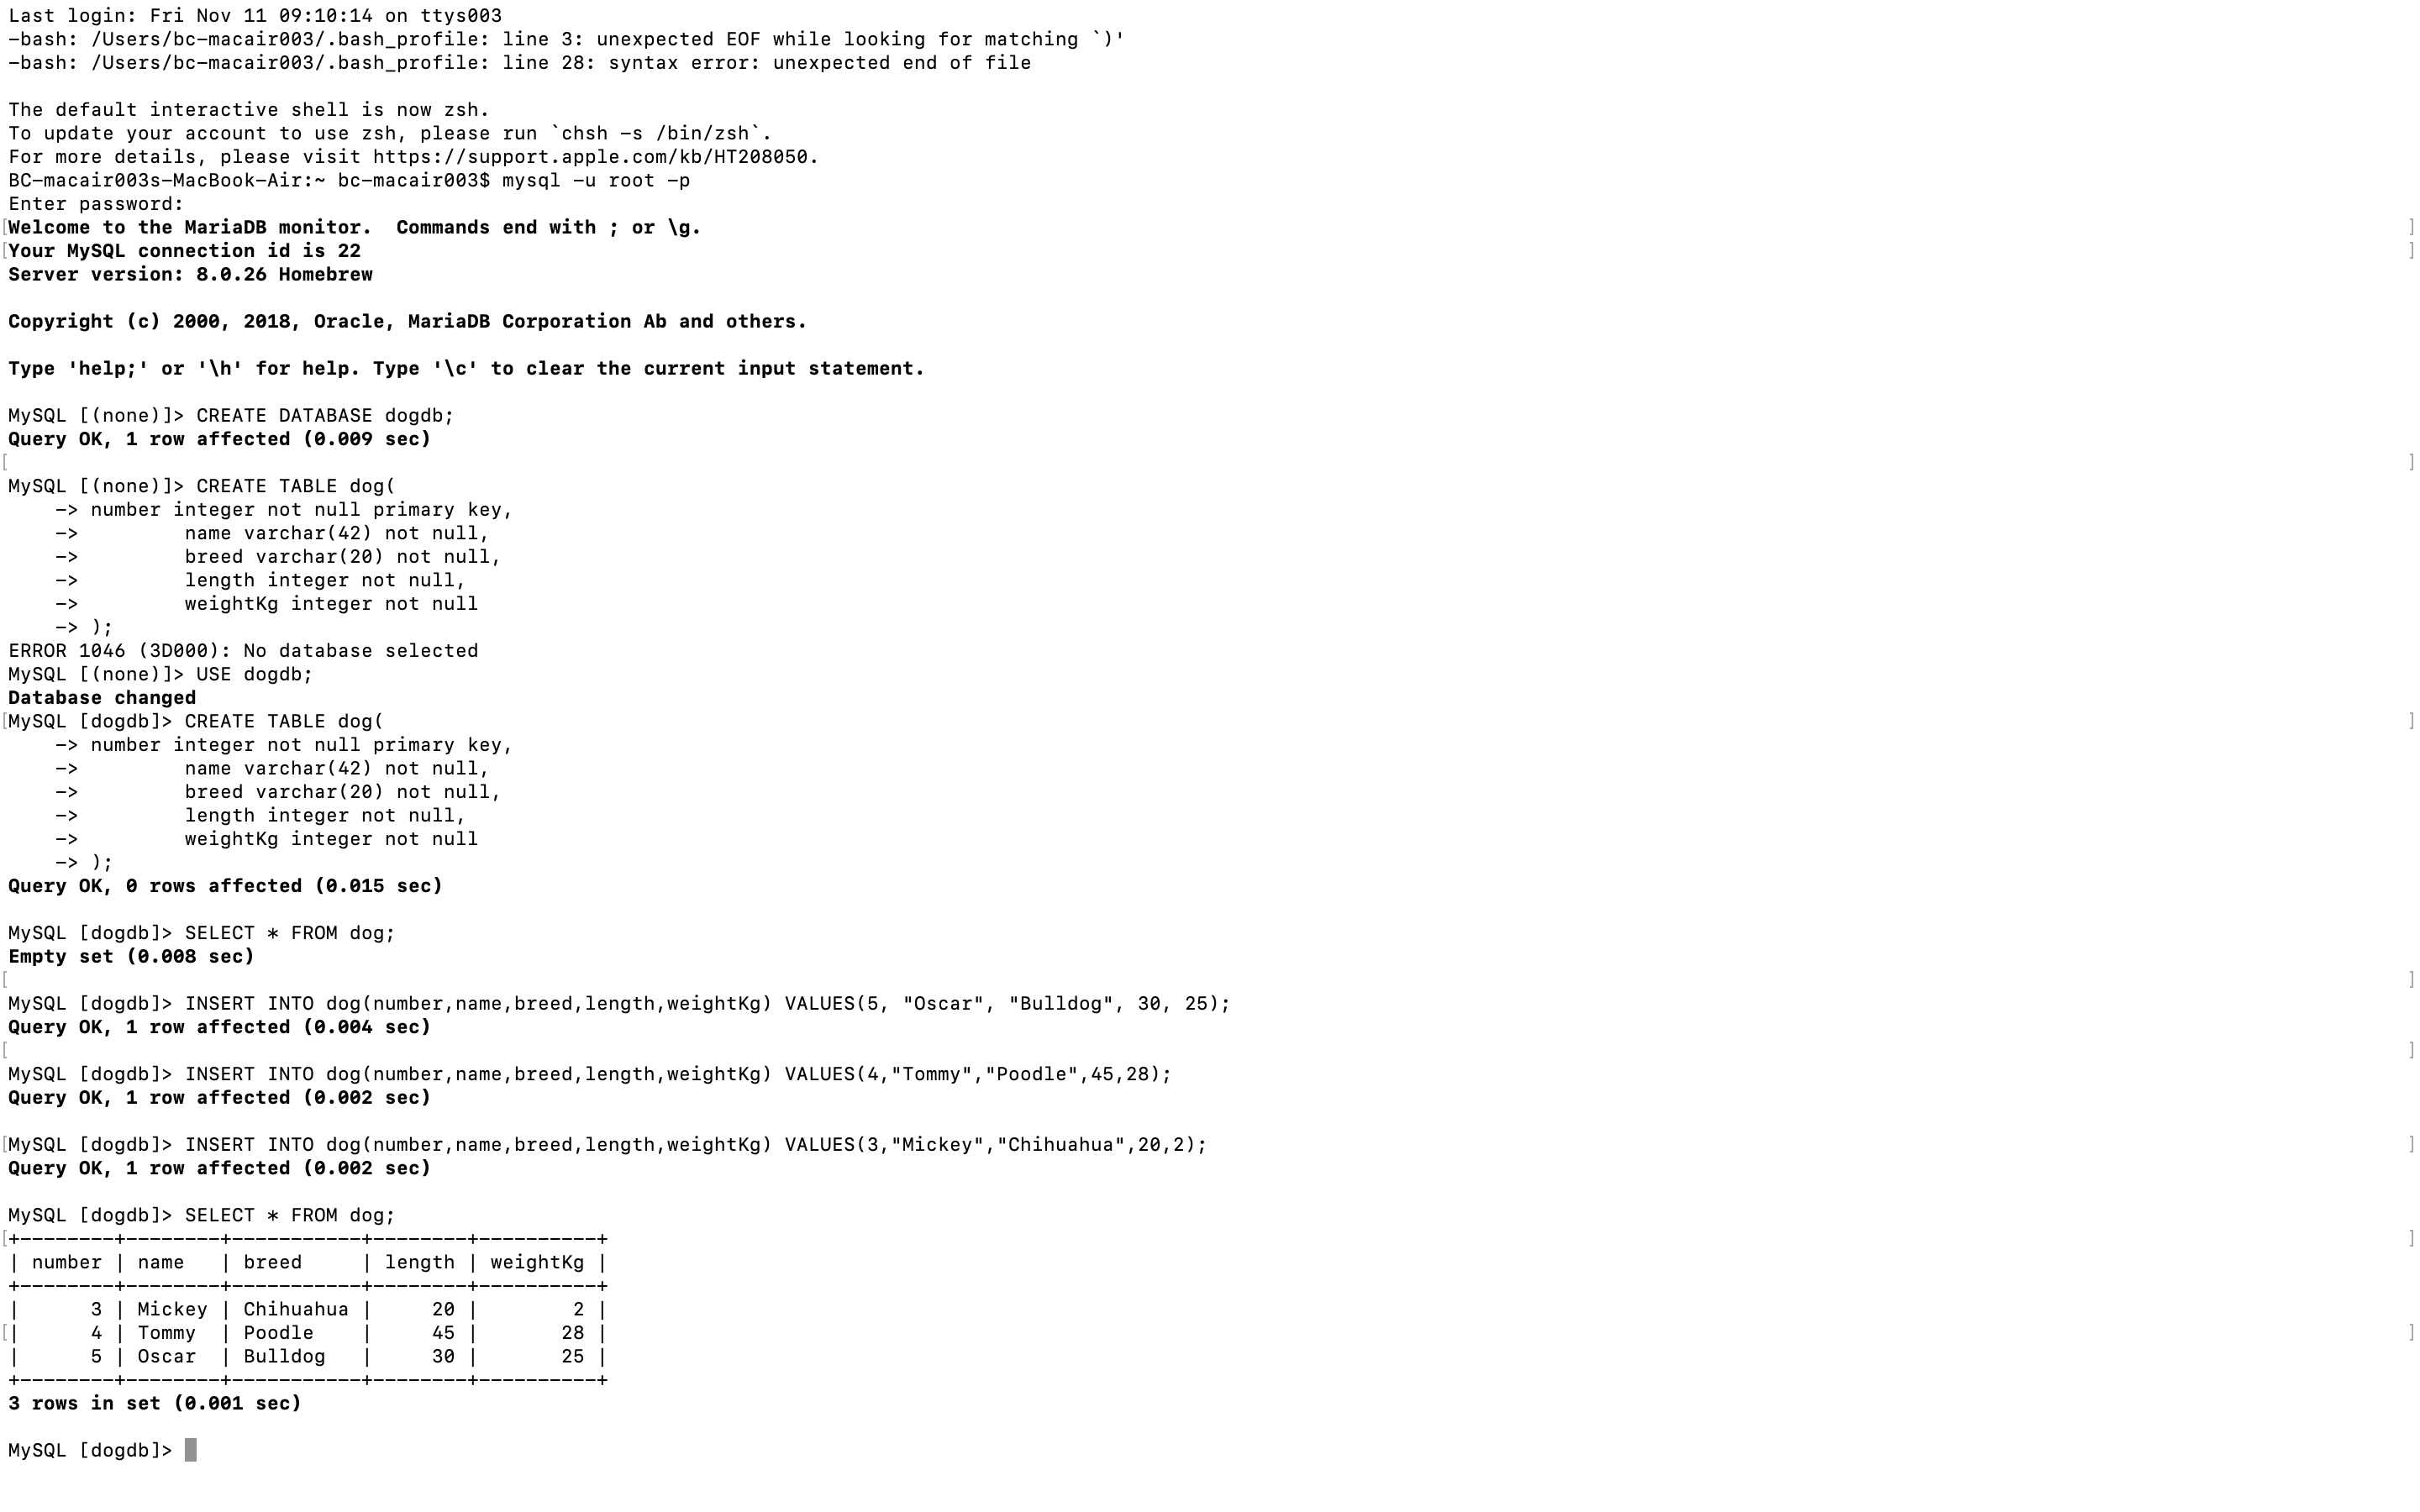 Last login: Fri Nov 11 09:10:14 on ttys003
-bash: /Users/bc-macair003/.bash_profile: line 3: unexpected EOF while looking for matching `)'
-bash: /Users/bc-macair003/.bash_profile: line 28: syntax error: unexpected end of file

The default interactive shell is now zsh.
To update your account to use zsh, please run `chsh -s /bin/zsh`.
For more details, please visit https://support.apple.com/kb/HT208050.
BC-macair003s-MacBook-Air:~ bc-macair003$ mysql -u root -p
Enter password:
[Welcome to the MariaDB monitor.  Commands end with ; or \g. ]
[Your MySQL connection id is 22 ]
Server version: 8.0.26 Homebrew

Copyright (c) 2000, 2018, Oracle, MariaDB Corporation Ab and others.

Type 'help;' or '\h' for help. Type '\c' to clear the current input statement.

MySQL [(none)]> CREATE DATABASE dogdb;
Query OK, 1 row affected (0.009 sec)
[ ]
MySQL [(none)]> CREATE TABLE dog(
    -> number integer not null primary key,
    ->         name varchar(42) not null,
    ->         breed varchar(20) not null,
    ->         length integer not null,
    ->         weightKg integer not null
    -> );
ERROR 1046 (3D000): No database selected
MySQL [(none)]> USE dogdb;
Database changed
[MySQL [dogdb]> CREATE TABLE dog( ]
    -> number integer not null primary key,
    ->         name varchar(42) not null,
    ->         breed varchar(20) not null,
    ->         length integer not null,
    ->         weightKg integer not null
    -> );
Query OK, 0 rows affected (0.015 sec)

MySQL [dogdb]> SELECT * FROM dog;
Empty set (0.008 sec)
[ ]
MySQL [dogdb]> INSERT INTO dog(number,name,breed,length,weightKg) VALUES(5, "Oscar", "Bulldog", 30, 25);
Query OK, 1 row affected (0.004 sec)
[ ]
MySQL [dogdb]> INSERT INTO dog(number,name,breed,length,weightKg) VALUES(4,"Tommy","Poodle",45,28);
Query OK, 1 row affected (0.002 sec)

[MySQL [dogdb]> INSERT INTO dog(number,name,breed,length,weightKg) VALUES(3,"Mickey","Chihuahua",20,2); ]
Query OK, 1 row affected (0.002 sec)

MySQL [dogdb]> SELECT * FROM dog;
[+--------+--------+-----------+--------+----------+ ]
| number | name   | breed     | length | weightKg |
+--------+--------+-----------+--------+----------+
|      3 | Mickey | Chihuahua |     20 |        2 |
[|      4 | Tommy  | Poodle    |     45 |       28 | ]
|      5 | Oscar  | Bulldog   |     30 |       25 |
+--------+--------+-----------+--------+----------+
3 rows in set (0.001 sec)

MySQL [dogdb]>